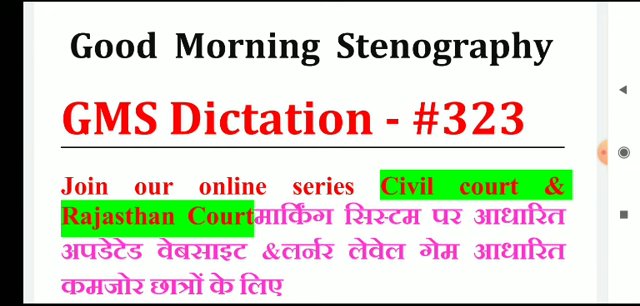 Good Morning Stenography
GMS Dictation - #323
Join our online series Civil court &
Rajasthan Courtमार्किंग सिस्टम पर आधारित
अपडेटेड वेबसाइट &लर्नर लेवेल गेम आधारित
कमजोर छात्रों के लिए